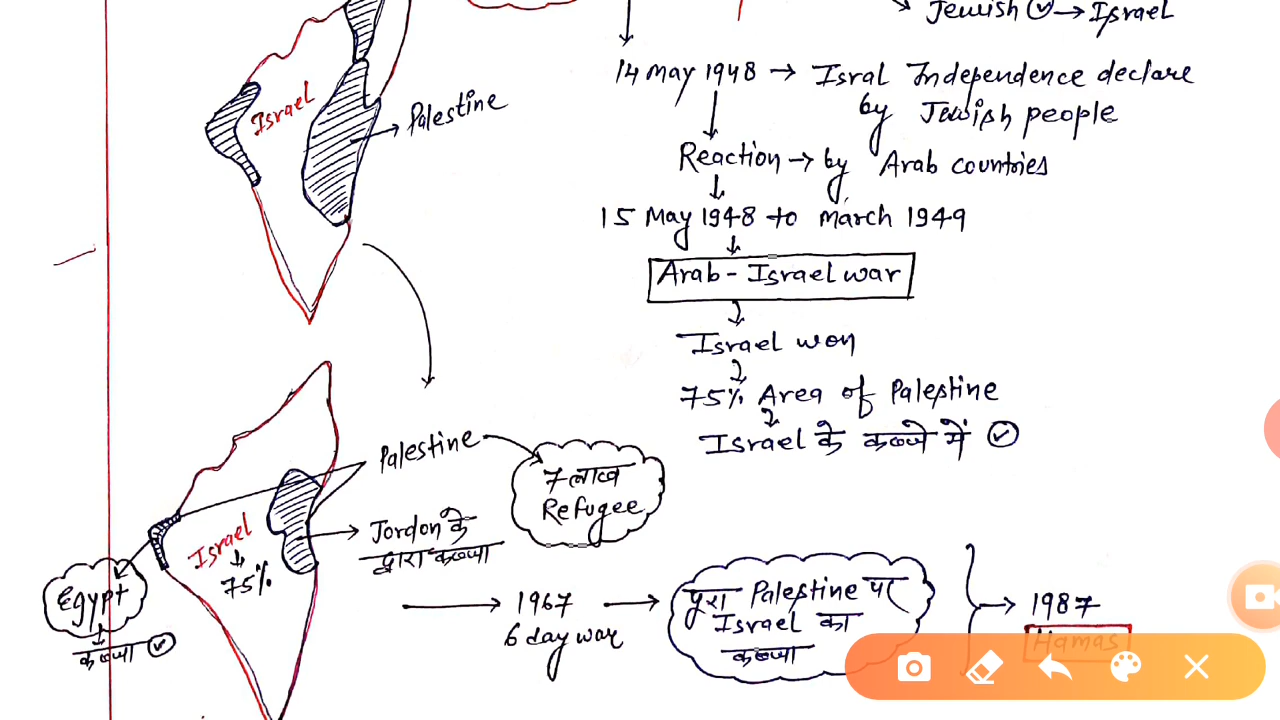 Jewish → Israel
14 May 1948 → Isral Independence declare
by Jewish people
Reaction → by Arab countries
15 May 1948 to March 1949
Arab - Israel war
Israel won
75% Area of Palestine
Israel के कब्जे में
Israel
Palestine
Palestine
7 लाख
Refugee
Israel
75%
Jordon के
द्वारा कब्जा
Egypt
कब्जा
1967
6 day war
पुरा Palestine पर
Israel का
कब्जा
1987
Hamas